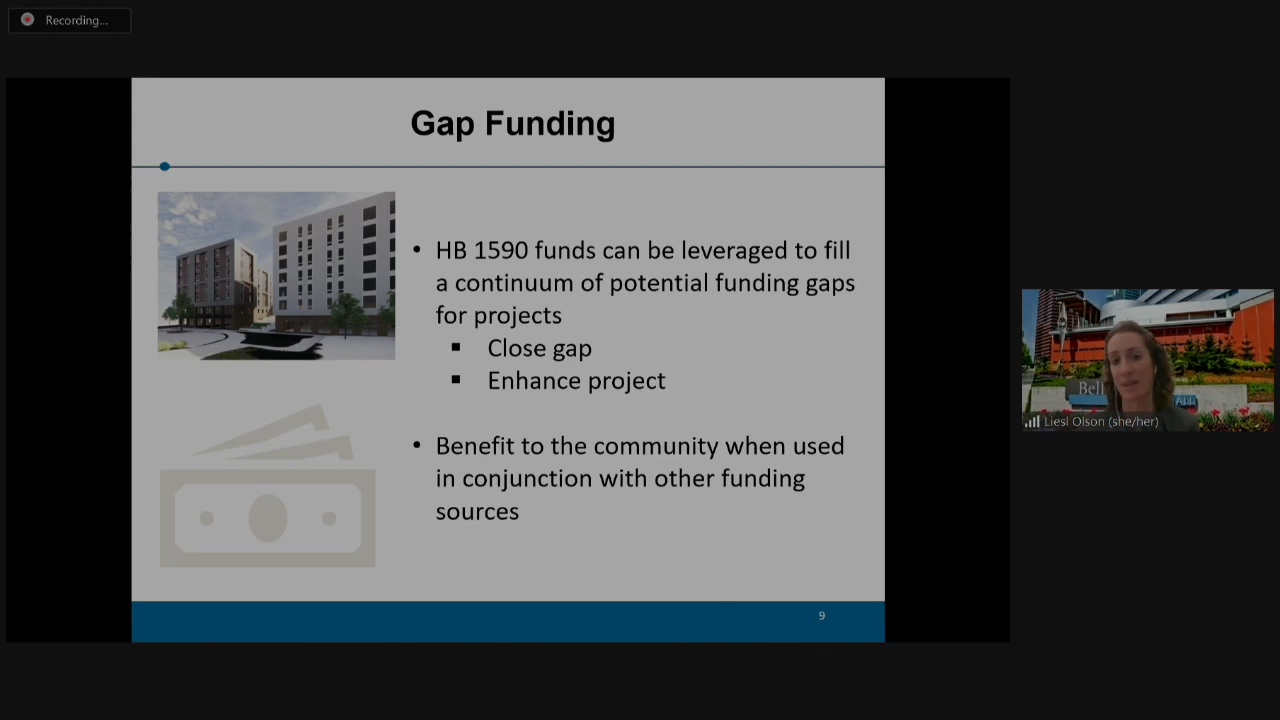 Recording...
Gap Funding
• HB 1590 funds can be leveraged to fill
a continuum of potential funding gaps
for projects
▪ Close gap
▪ Enhance project
• Benefit to the community when used
in conjunction with other funding
sources
Bell
Liesl Olson (she/her)
9